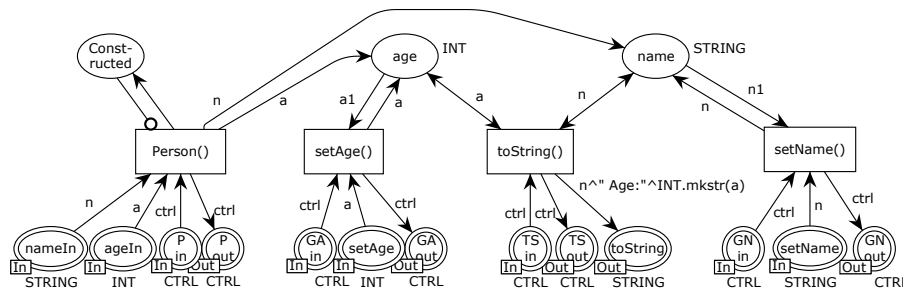 Const-
ructed
age
INT
name
STRING
n
a
a1
a
a
n
n
n1
Person()
setAge()
toString()
setName()
n^" Age:"^INT.mkstr(a)
n
a
ctrl
ctrl
ctrl
a
ctrl
ctrl
ctrl
ctrl
n
ctrl
nameIn
In
STRING
ageIn
In
INT
P
in
In
CTRL
P
out
Out
CTRL
GA
in
In
CTRL
setAge
In
INT
GA
out
Out
CTRL
TS
in
In
CTRL
TS
out
Out
CTRL
toString
Out
STRING
GN
in
In
CTRL
setName
In
STRING
GN
out
Out
CTRL